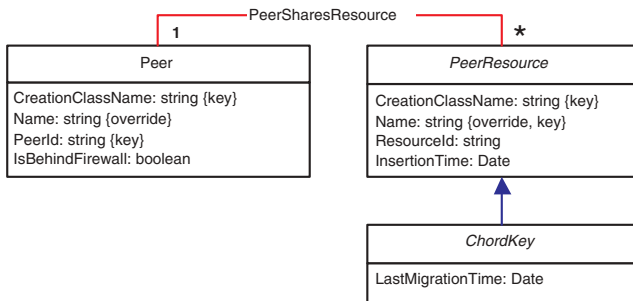 PeerSharesResource
1
*
Peer
CreationClassName: string {key}
Name: string {override}
PeerId: string {key}
IsBehindFirewall: boolean
PeerResource
CreationClassName: string {key}
Name: string {override, key}
ResourceId: string
InsertionTime: Date
ChordKey
LastMigrationTime: Date